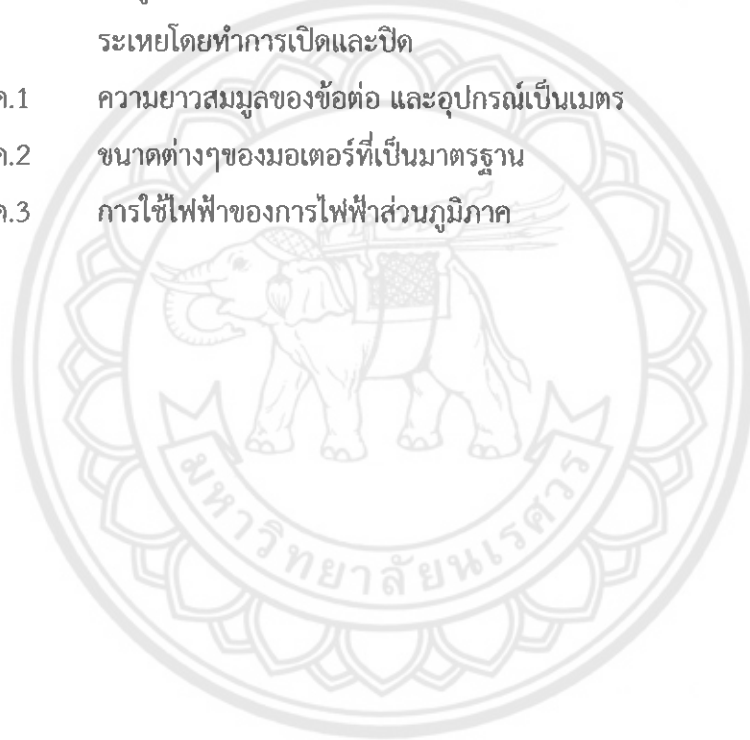 ระเหยโดยทำการเปิดและปิด
ค.1 ความยาวสมมูลของข้อต่อ และอุปกรณ์เป็นเมตร
ค.2 ขนาดต่างๆของมอเตอร์ที่เป็นมาตรฐาน
ค.3 การใช้ไฟฟ้าของการไฟฟ้าส่วนภูมิภาค
มหาวิทยาลัยนเรศวร